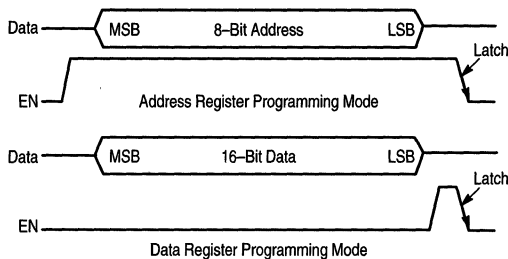 Data MSB 8–Bit Address LSB
Latch
EN Address Register Programming Mode
Data MSB 16–Bit Data LSB
Latch
EN
Data Register Programming Mode